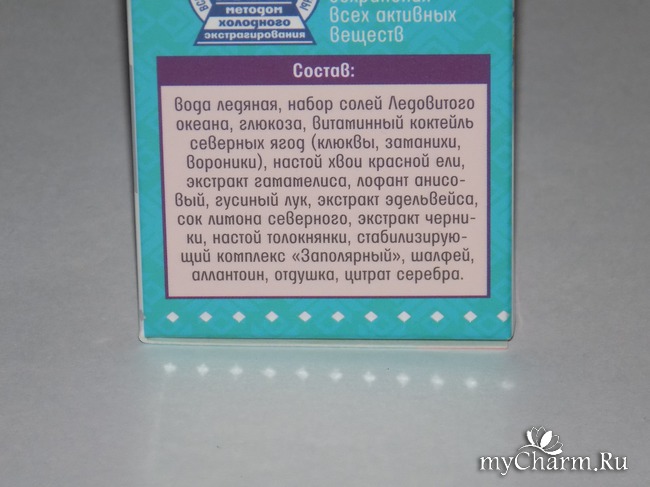 методом
холодного
экстрагирования
всех активных
веществ
Состав:
вода ледяная, набор солей Ледовитого
океана, глюкоза, витаминный коктейль
северных ягод (клюквы, заманихи,
вороники), настой хвои красной ели,
экстракт гамамелиса, лофант анисо-
вый, гусиный лук, экстракт эдельвейса,
сок лимона северного, экстракт черни-
ки, настой толокнянки, стабилизирую-
щий комплекс «Заполярный», шалфей,
аллантоин, отдушка, цитрат серебра.
myCharm.Ru